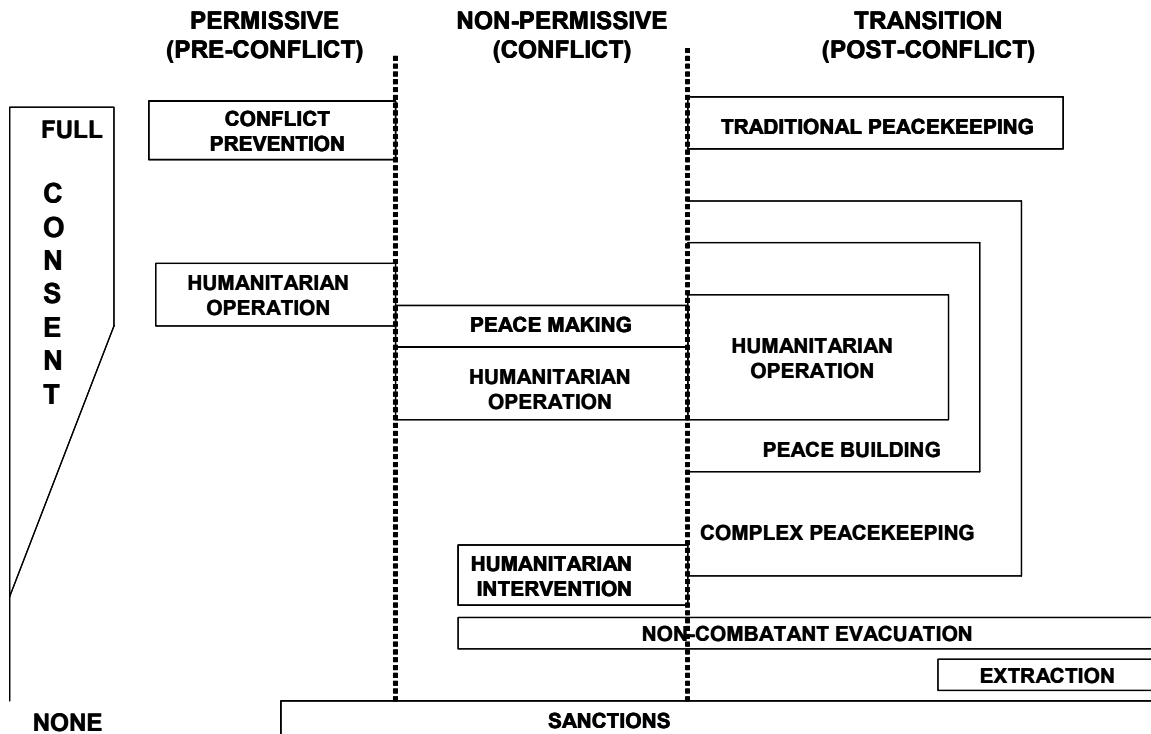 PERMISSIVE
(PRE-CONFLICT)
NON-PERMISSIVE
(CONFLICT)
TRANSITION
(POST-CONFLICT)
FULL
CONSENT
NONE
CONFLICT
PREVENTION
TRADITIONAL PEACEKEEPING
HUMANITARIAN
OPERATION
PEACE MAKING
HUMANITARIAN
OPERATION
HUMANITARIAN
OPERATION
PEACE BUILDING
COMPLEX PEACEKEEPING
HUMANITARIAN
INTERVENTION
NON-COMBATANT EVACUATION
EXTRACTION
SANCTIONS